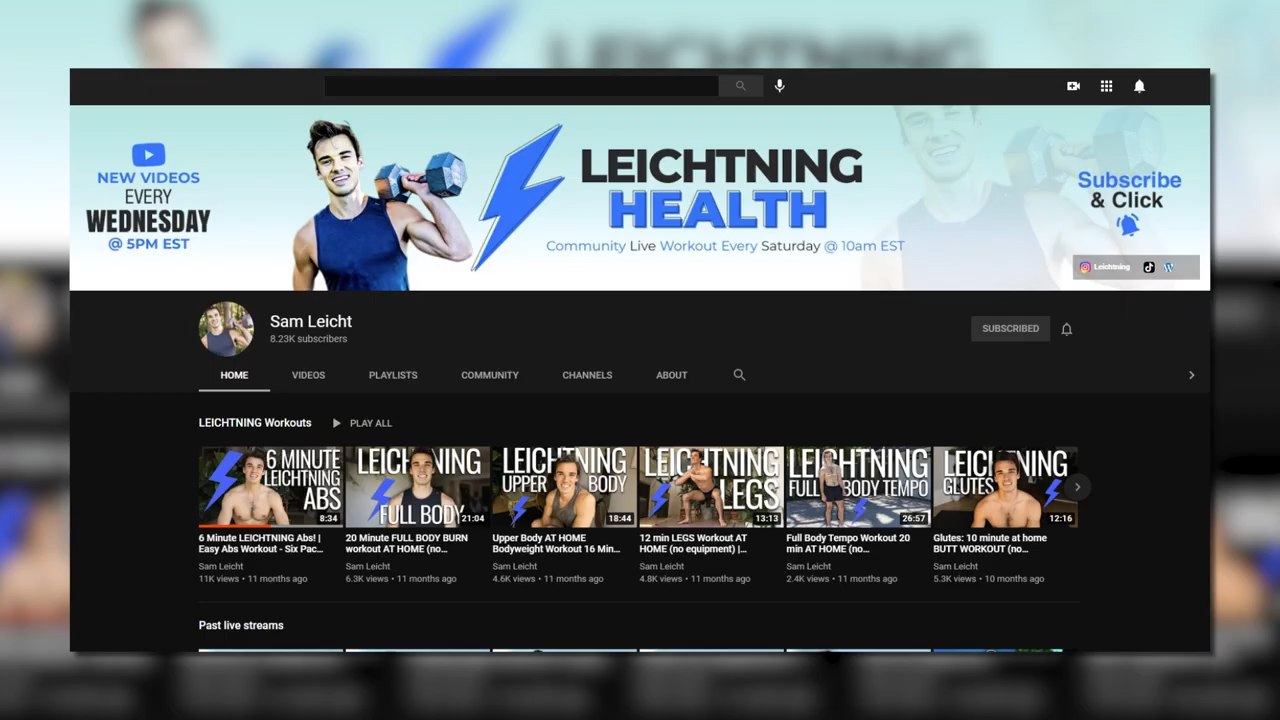 NEW VIDEOS
EVERY
WEDNESDAY
@ 5PM EST
LEICHTNING
HEALTH
Community Live Workout Every Saturday @ 10am EST
Subscribe
& Click
Leichtning
Sam Leicht
8.23K subscribers
SUBSCRIBED
HOME VIDEOS PLAYLISTS COMMUNITY CHANNELS ABOUT
LEICHTNING Workouts PLAY ALL
6 MINUTE
LEICHTNING
ABS
8:34
6 Minute LEICHTNING Abs! |
Easy Abs Workout - Six Pac...
Sam Leicht
11K views • 11 months ago
LEICHTNING
FULL BODY
21:04
20 Minute FULL BODY BURN
workout AT HOME (no...
Sam Leicht
6.3K views • 11 months ago
LEICHTNING
UPPER BODY
18:44
Upper Body AT HOME
Bodyweight Workout 16 Min...
Sam Leicht
4.6K views • 11 months ago
LEICHTNING
LEGS
13:13
12 min LEGS Workout AT
HOME (no equipment) |...
Sam Leicht
4.8K views • 11 months ago
LEICHTNING
FULL BODY TEMPO
26:57
Full Body Tempo Workout 20
min AT HOME (no...
Sam Leicht
2.4K views • 11 months ago
LEICHTNING
GLUTES
12:16
Glutes: 10 minute at home
BUTT WORKOUT (no...
Sam Leicht
5.3K views • 10 months ago
Past live streams